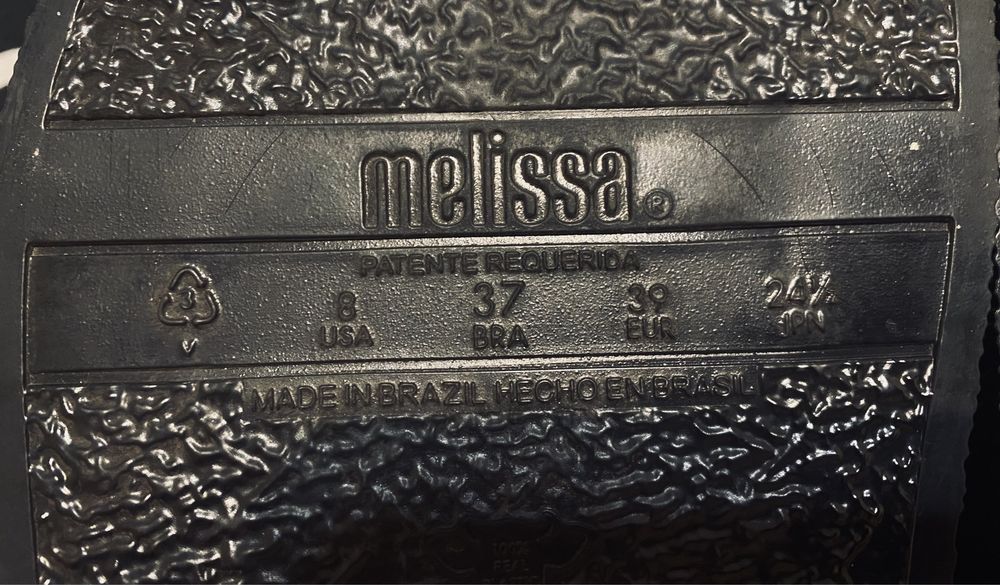 melissa ®
PATENTE REQUERIDA
3 8 37 39 24½
V USA BRA EUR JPN
MADE IN BRAZIL HECHO EN BRASIL
100%